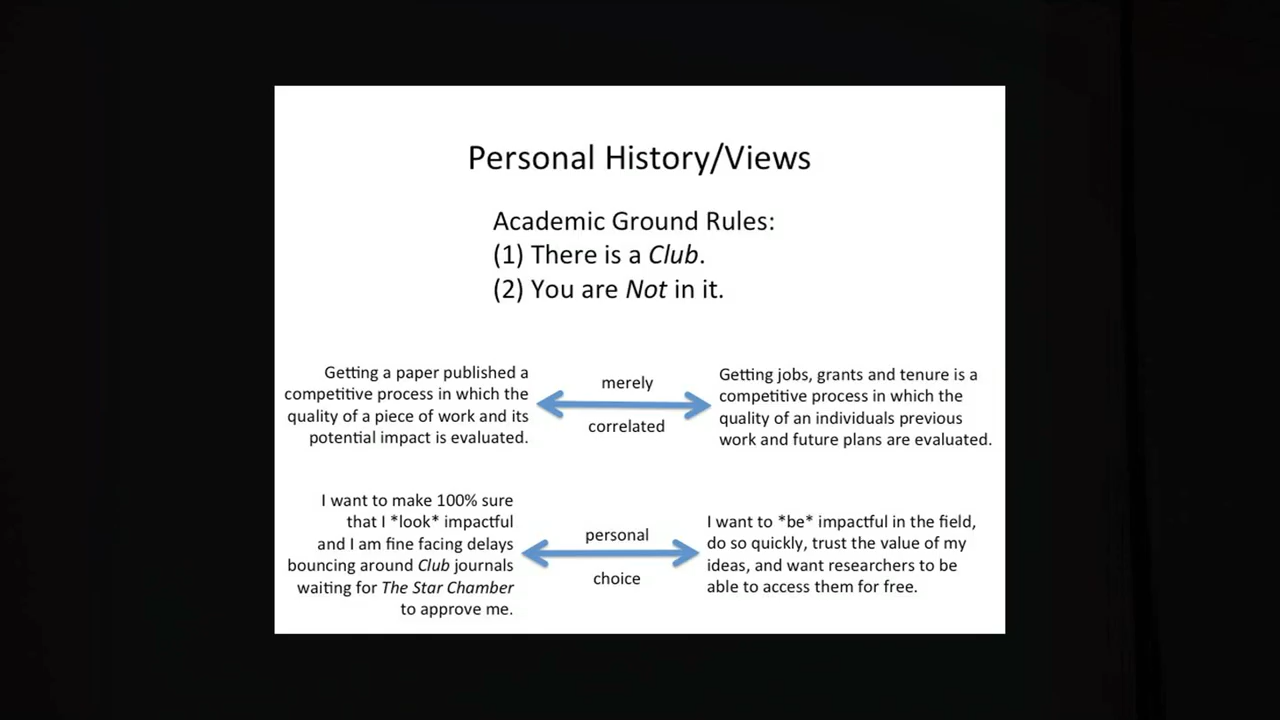 Personal History/Views
Academic Ground Rules:
(1) There is a Club.
(2) You are Not in it.
Getting a paper published a
competitive process in which the
quality of a piece of work and its
potential impact is evaluated.
merely
correlated
Getting jobs, grants and tenure is a
competitive process in which the
quality of an individuals previous
work and future plans are evaluated.
I want to make 100% sure
that I *look* impactful
and I am fine facing delays
bouncing around Club journals
waiting for The Star Chamber
to approve me.
personal
choice
I want to *be* impactful in the field,
do so quickly, trust the value of my
ideas, and want researchers to be
able to access them for free.